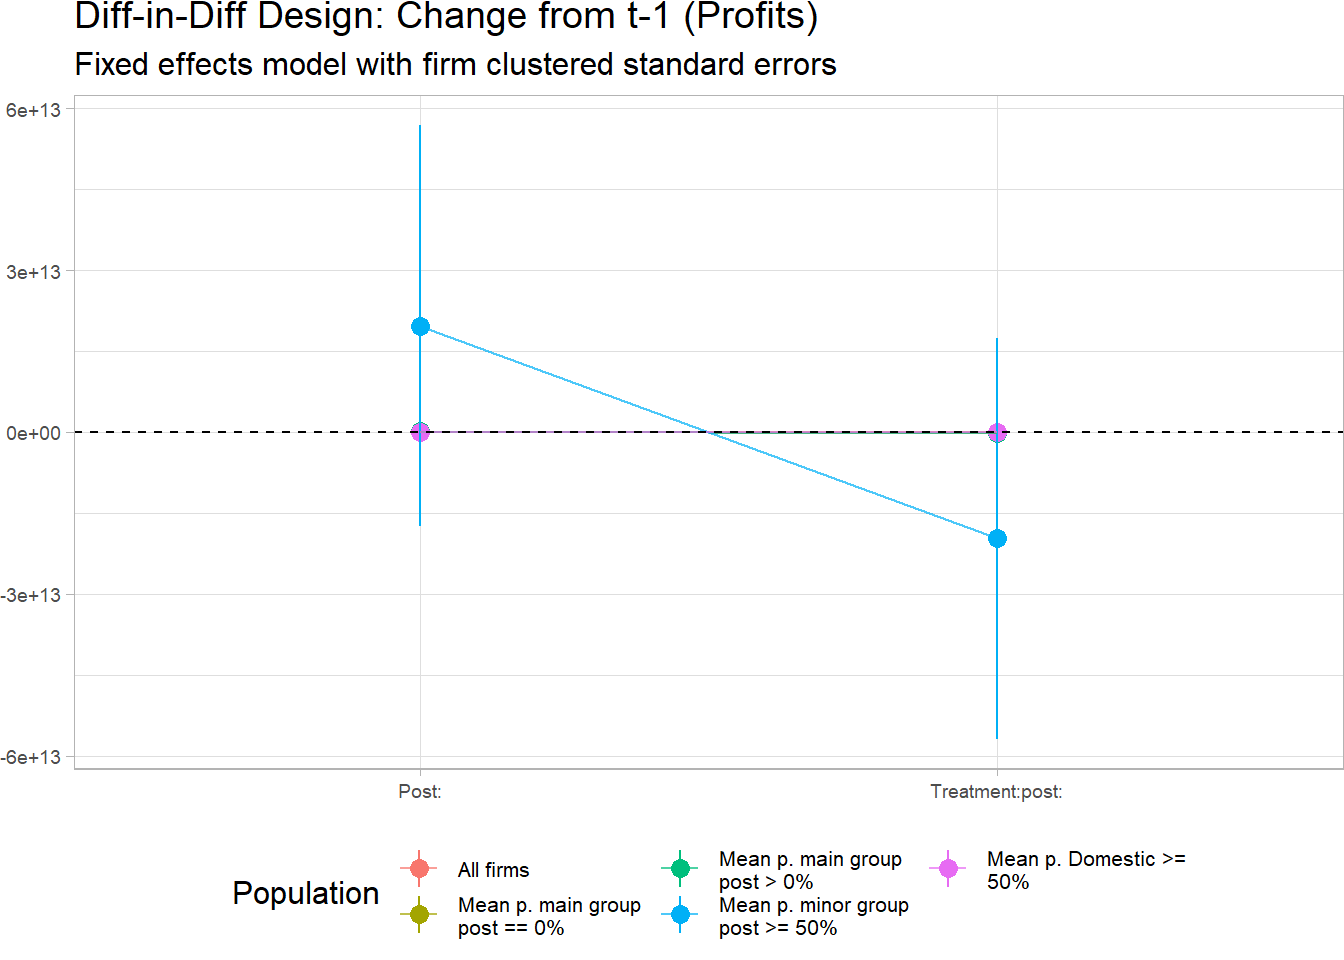 Diff-in-Diff Design: Change from t-1 (Profits)
Fixed effects model with firm clustered standard errors
6e+13
3e+13
0e+00
-3e+13
-6e+13
Post:
Treatment:post:
Population
All firms
Mean p. main group
post == 0%
Mean p. main group
post > 0%
Mean p. minor group
post >= 50%
Mean p. Domestic >=
50%